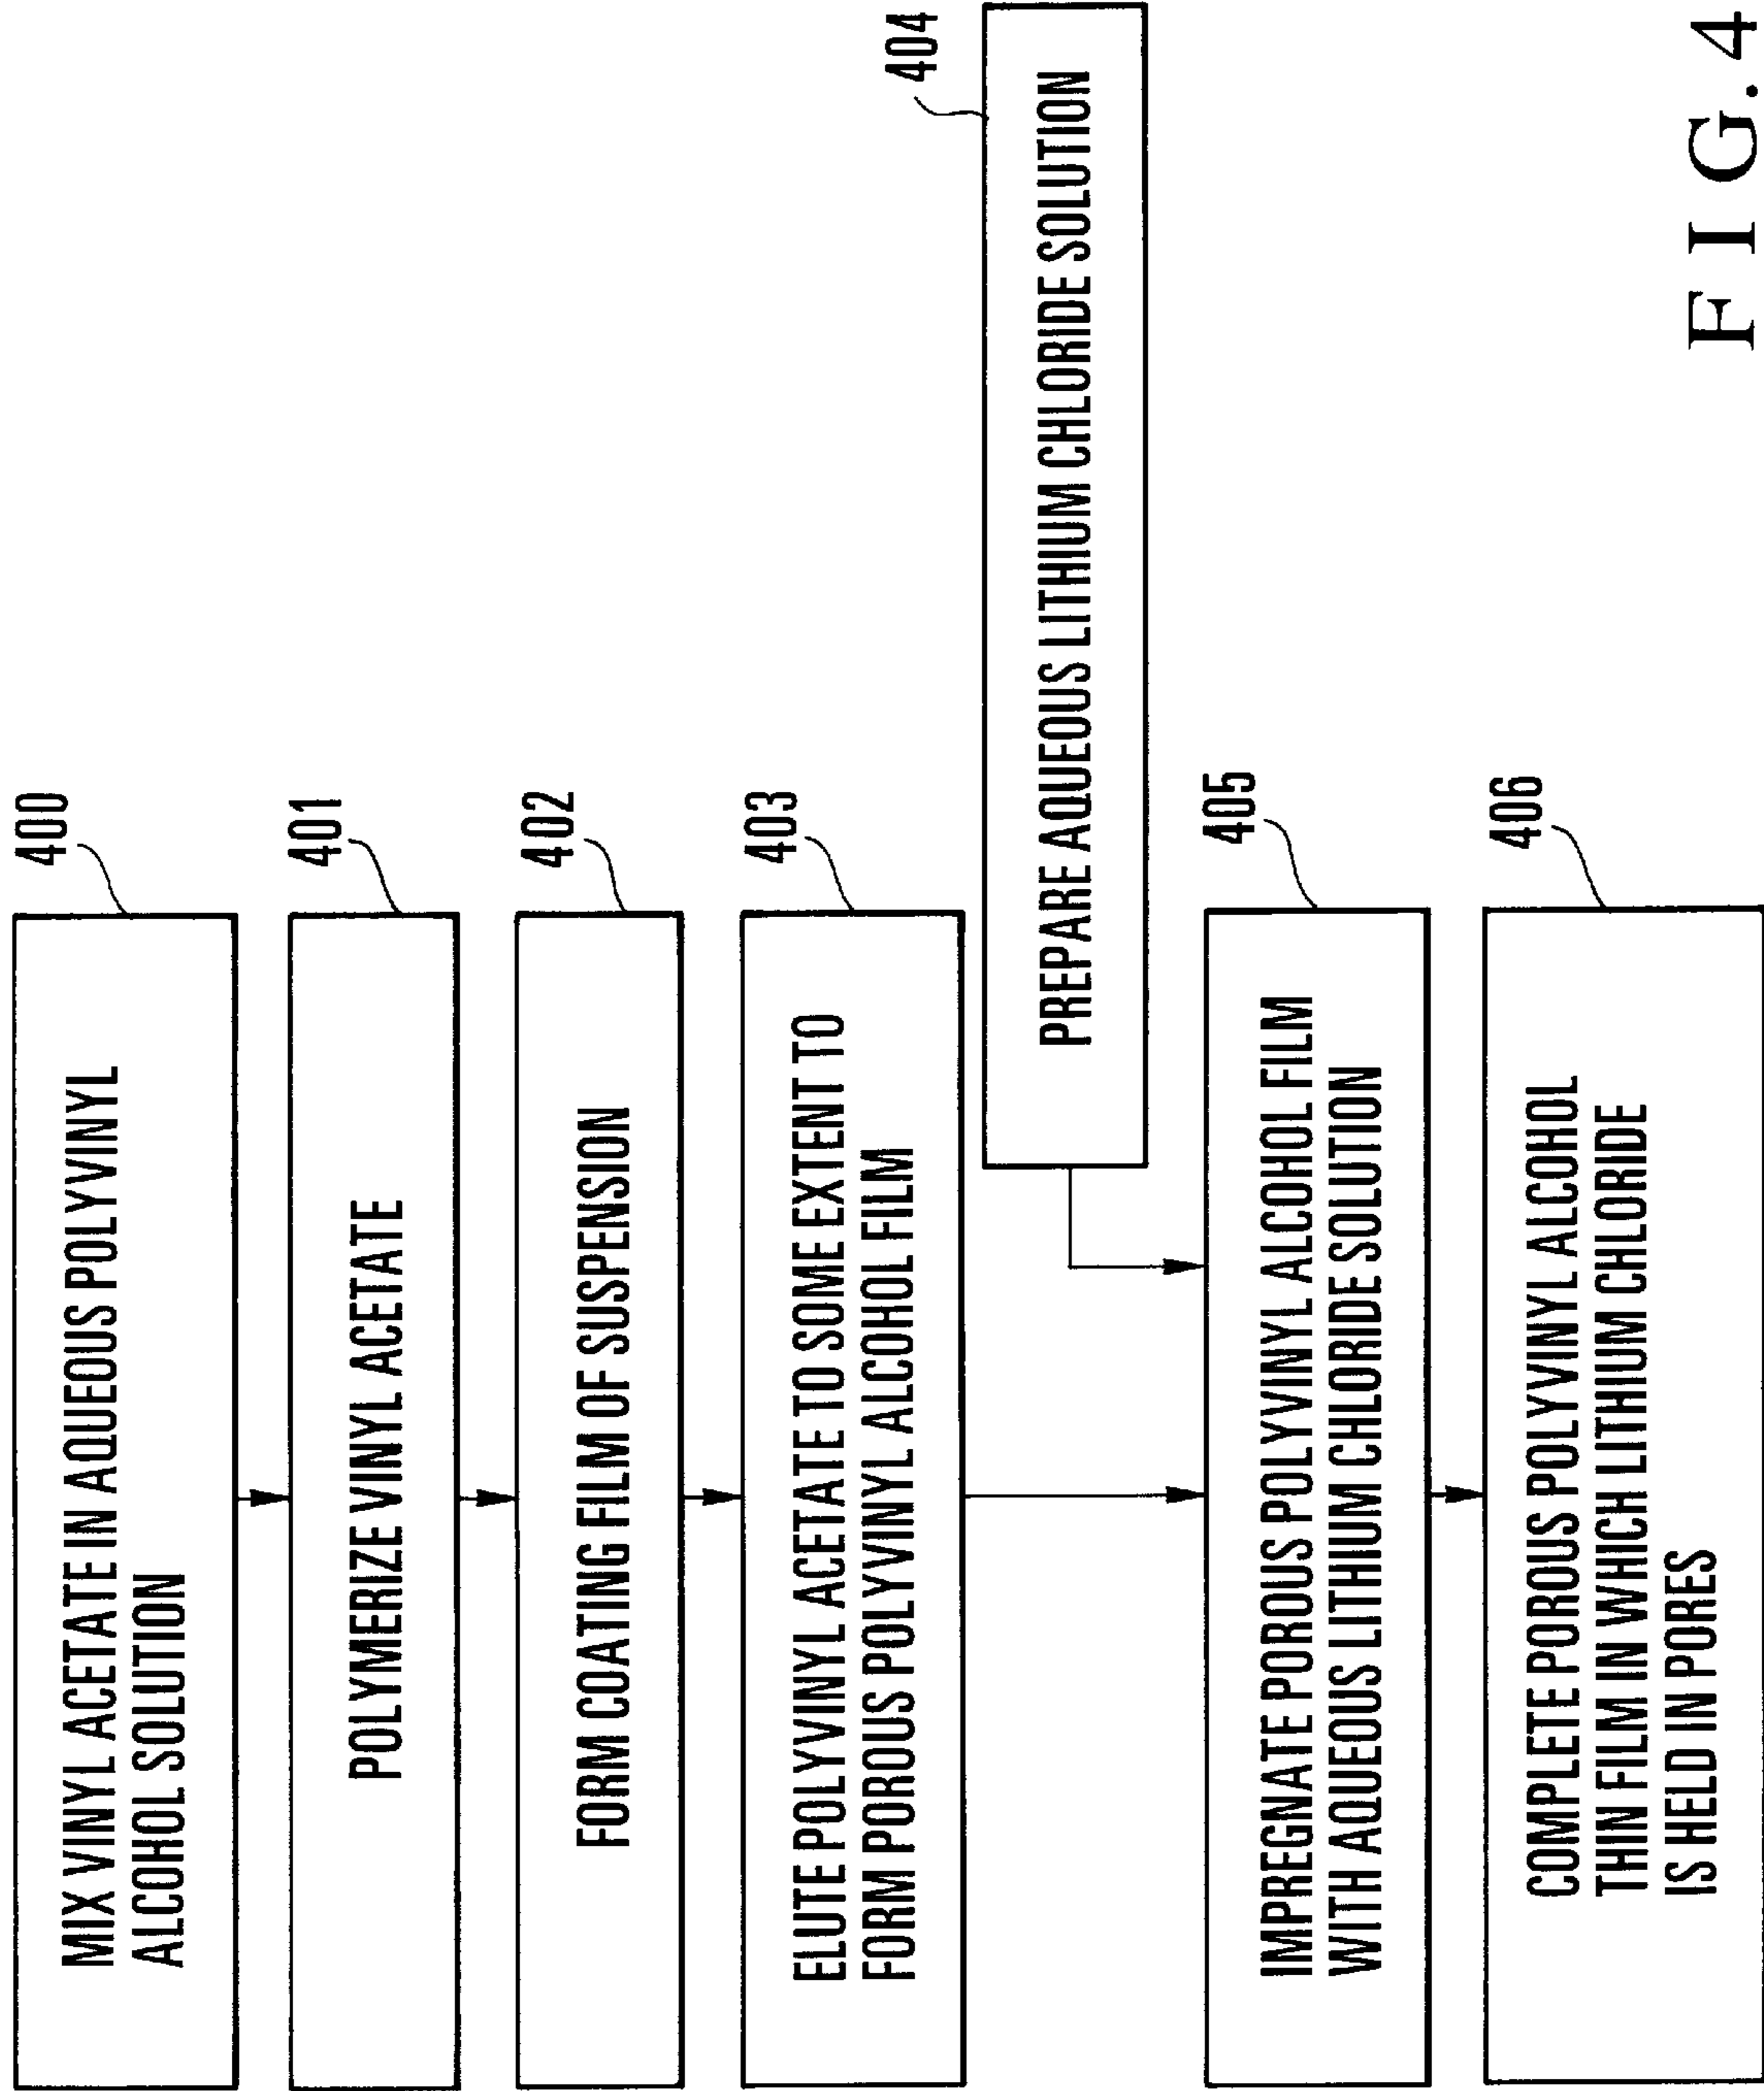 400
MIX VINYL ACETATE IN AQUEOUS POLYVINYL
ALCOHOL SOLUTION
401
POLYMERIZE VINYL ACETATE
402
FORM COATING FILM OF SUSPENSION
403
ELUTE POLYVINYL ACETATE TO SOME EXTENT TO
FORM POROUS POLYVINYL ALCOHOL FILM
404
PREPARE AQUEOUS LITHIUM CHLORIDE SOLUTION
405
IMPREGNATE POROUS POLYVINYL ALCOHOL FILM
WITH AQUEOUS LITHIUM CHLORIDE SOLUTION
406
COMPLETE POROUS POLYVINYL ALCOHOL
THIN FILM IN WHICH LITHIUM CHLORIDE
IS HELD IN PORES
FIG.4